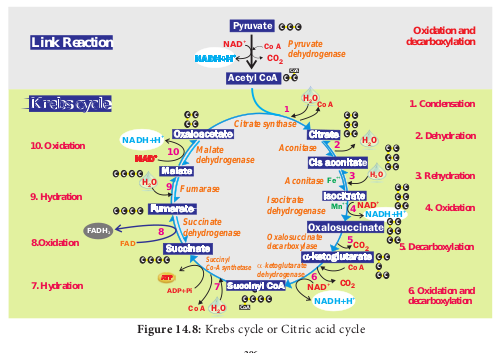 Pyruvate C C C
Link Reaction
NAD⁺
Co A
Pyruvate
dehydrogenase
NADH+H⁺
CO₂
Oxidation and
decarboxylation
Acetyl CoA C C
CoA
Krebs cycle
H₂O
Co A
1
Citrate synthase
1. Condensation
Oxaloacetate
Citrate
NADH+H⁺
10
NAD⁺
Malate
dehydrogenase
10. Oxidation
Aconitase
2
H₂O
2. Dehydration
Cis aconitate
Malate
H₂O
9
Fumarase
9. Hydration
Aconitase Fe⁺⁺
3
H₂O
3. Rehydration
Isocitrate
Isocitrate
dehydrogenase
Mn⁺
4
NAD⁺
NADH+H⁺
4. Oxidation
Fumarate
Succinate
dehydrogenase
8
FADH₂
FAD
8.Oxidation
Oxalosuccinate
Oxalosuccinate
decarboxylase
5
CO₂
5. Decarboxylation
Succinate
α-ketoglutarate
Succinyl
CoA synthetase
α -ketoglutarate
dehydrogenase
Co A
6
NAD⁺
CO₂
NADH+H⁺
6. Oxidation and
decarboxylation
ATP
ADP+Pi
7
Co A
H₂O
7. Hydration
Succinyl CoA
C C C C
CoA
Figure 14.8: Krebs cycle or Citric acid cycle